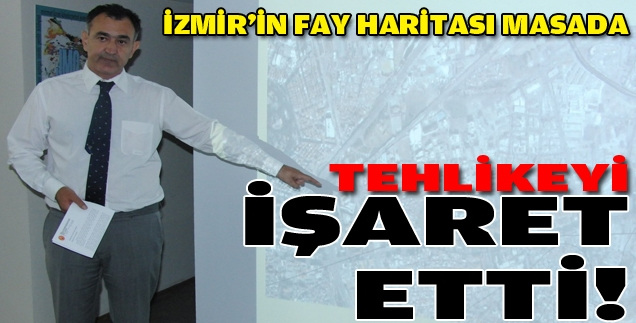 İZMİR’İN FAY HARİTASI MASADA
TEHLİKEYİ
İŞARET
ETTİ!